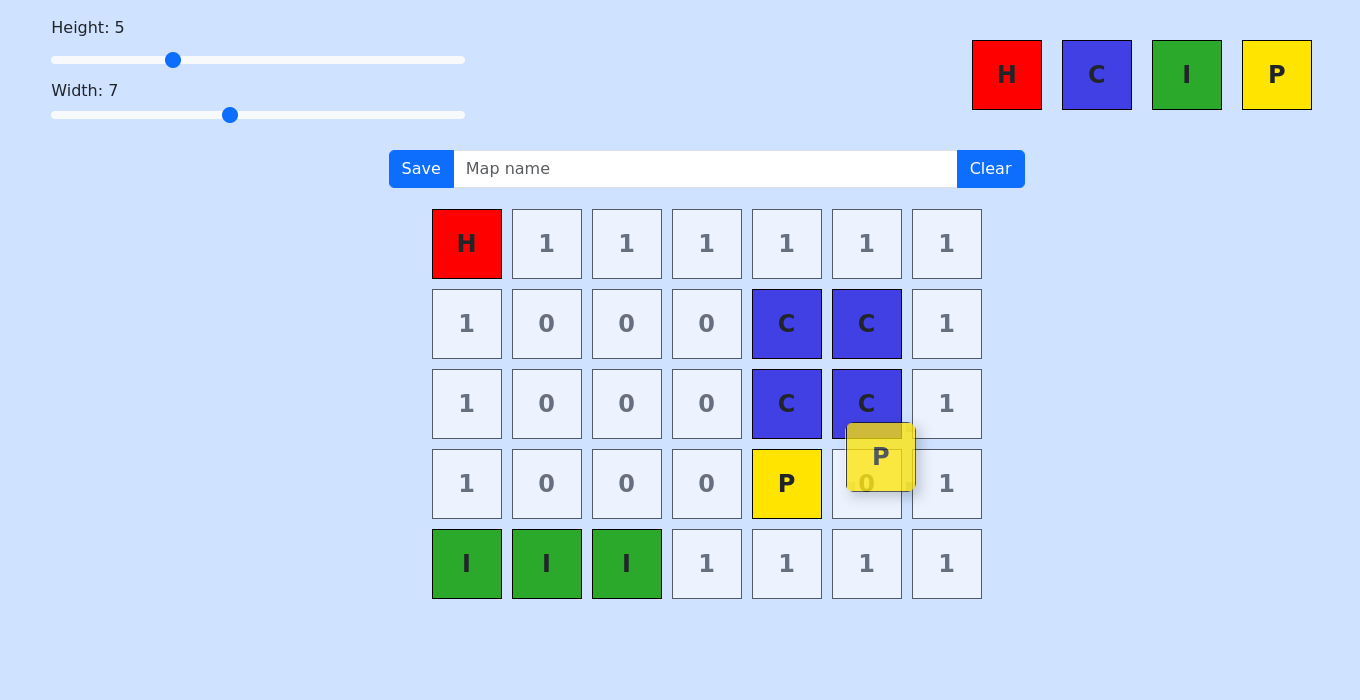 Height: 5
Width: 7
H C I P
Save Map name Clear
H 1 1 1 1 1 1
1 0 0 0 C C 1
1 0 0 0 C C 1
P
1 0 0 0 P 0 1
I I I 1 1 1 1